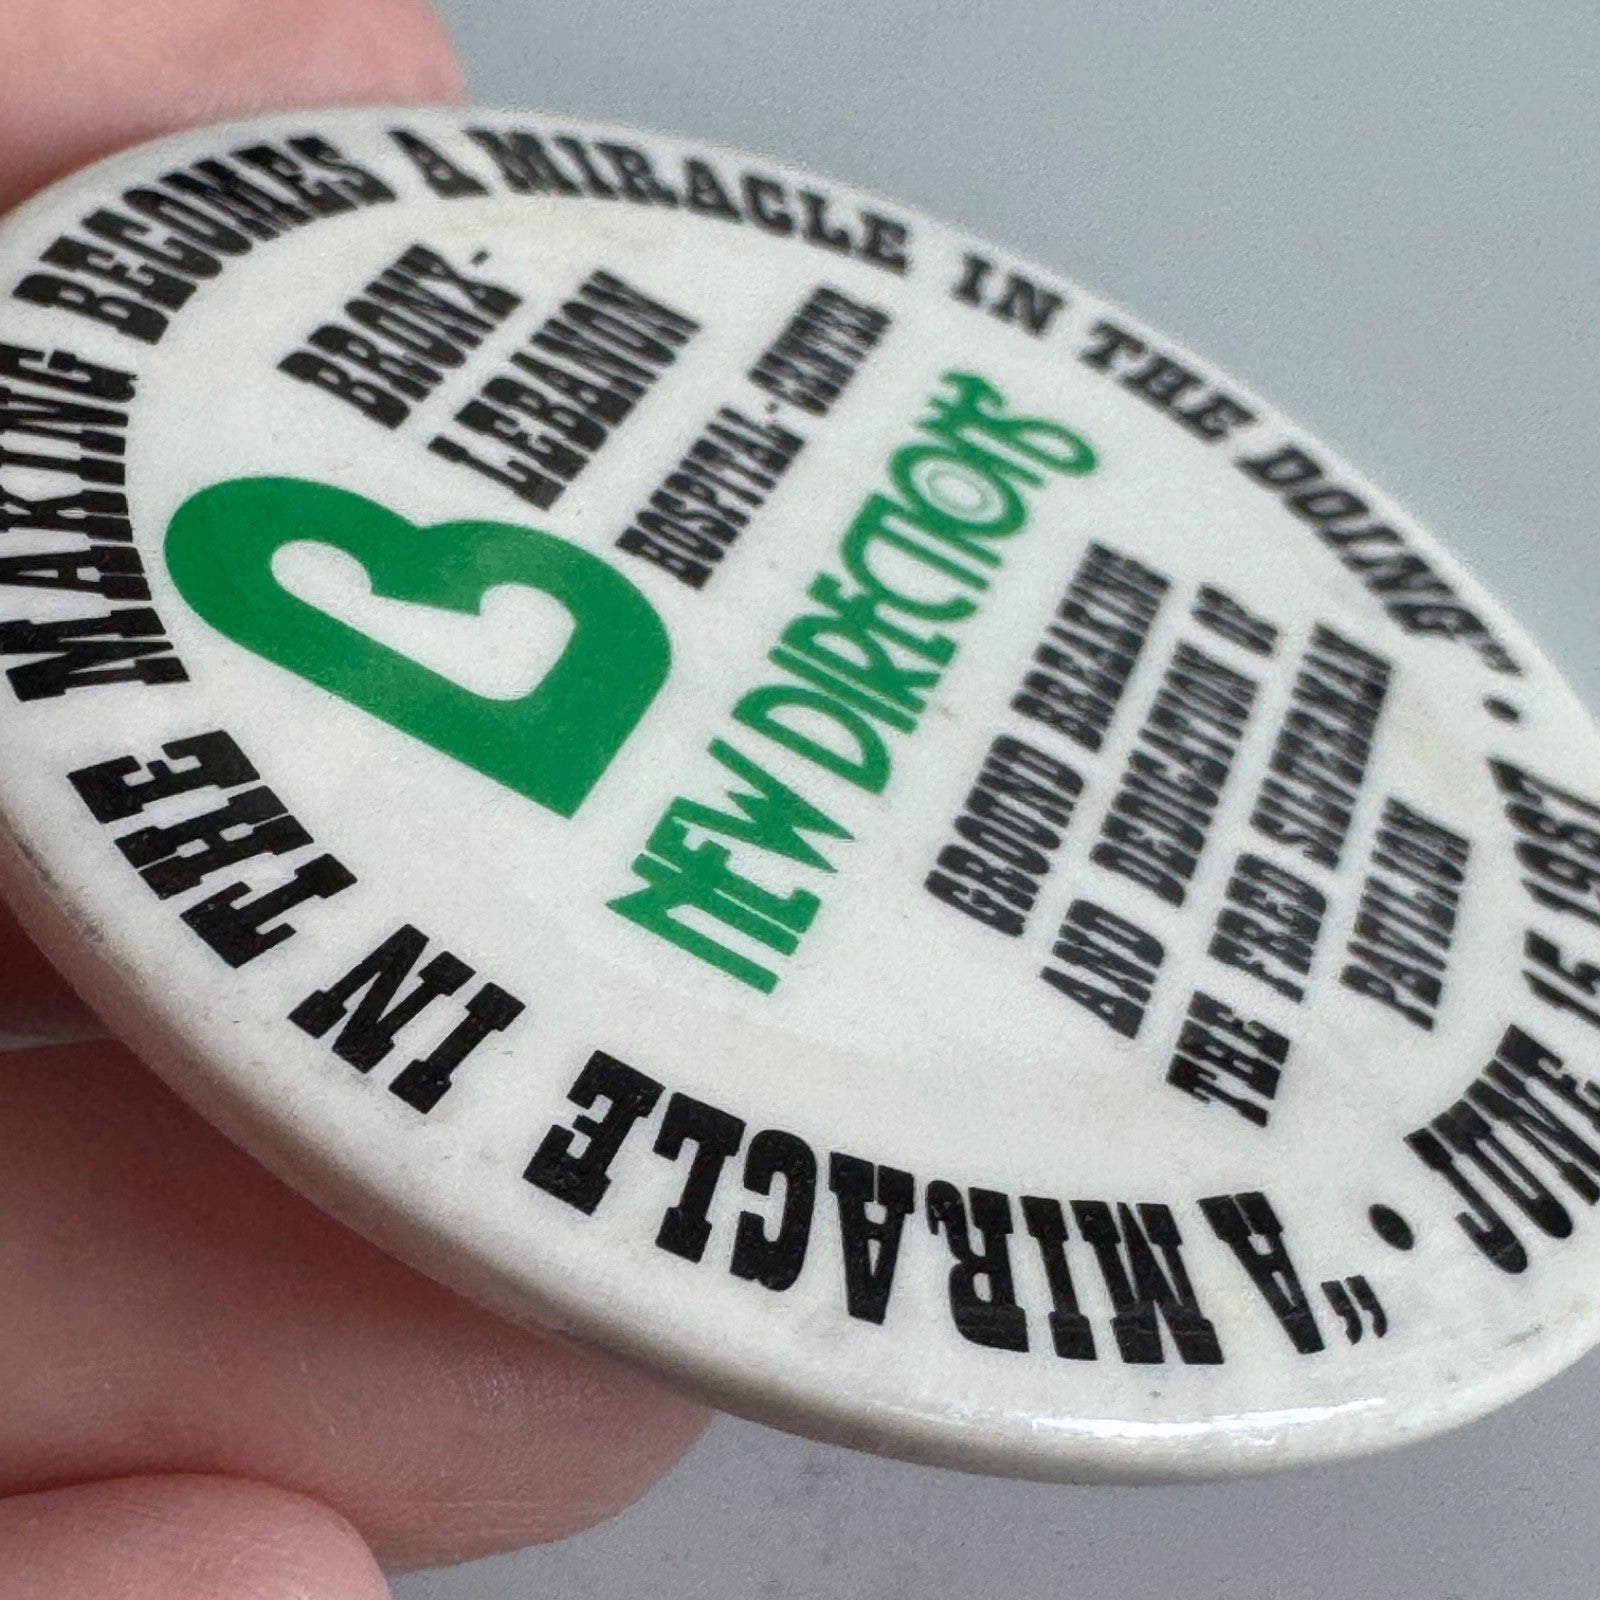 "A MIRACLE IN THE MAKING BECOMES A MIRACLE IN THE DOING"
• JUNE 15 1987 •
BRONX-
LEBANON
HOSPITAL-CENTER
B
NEW DIRECTIONS
GROUND BREAKING
AND DEDICATION OF
THE FRED SILVERMAN
PAVILION